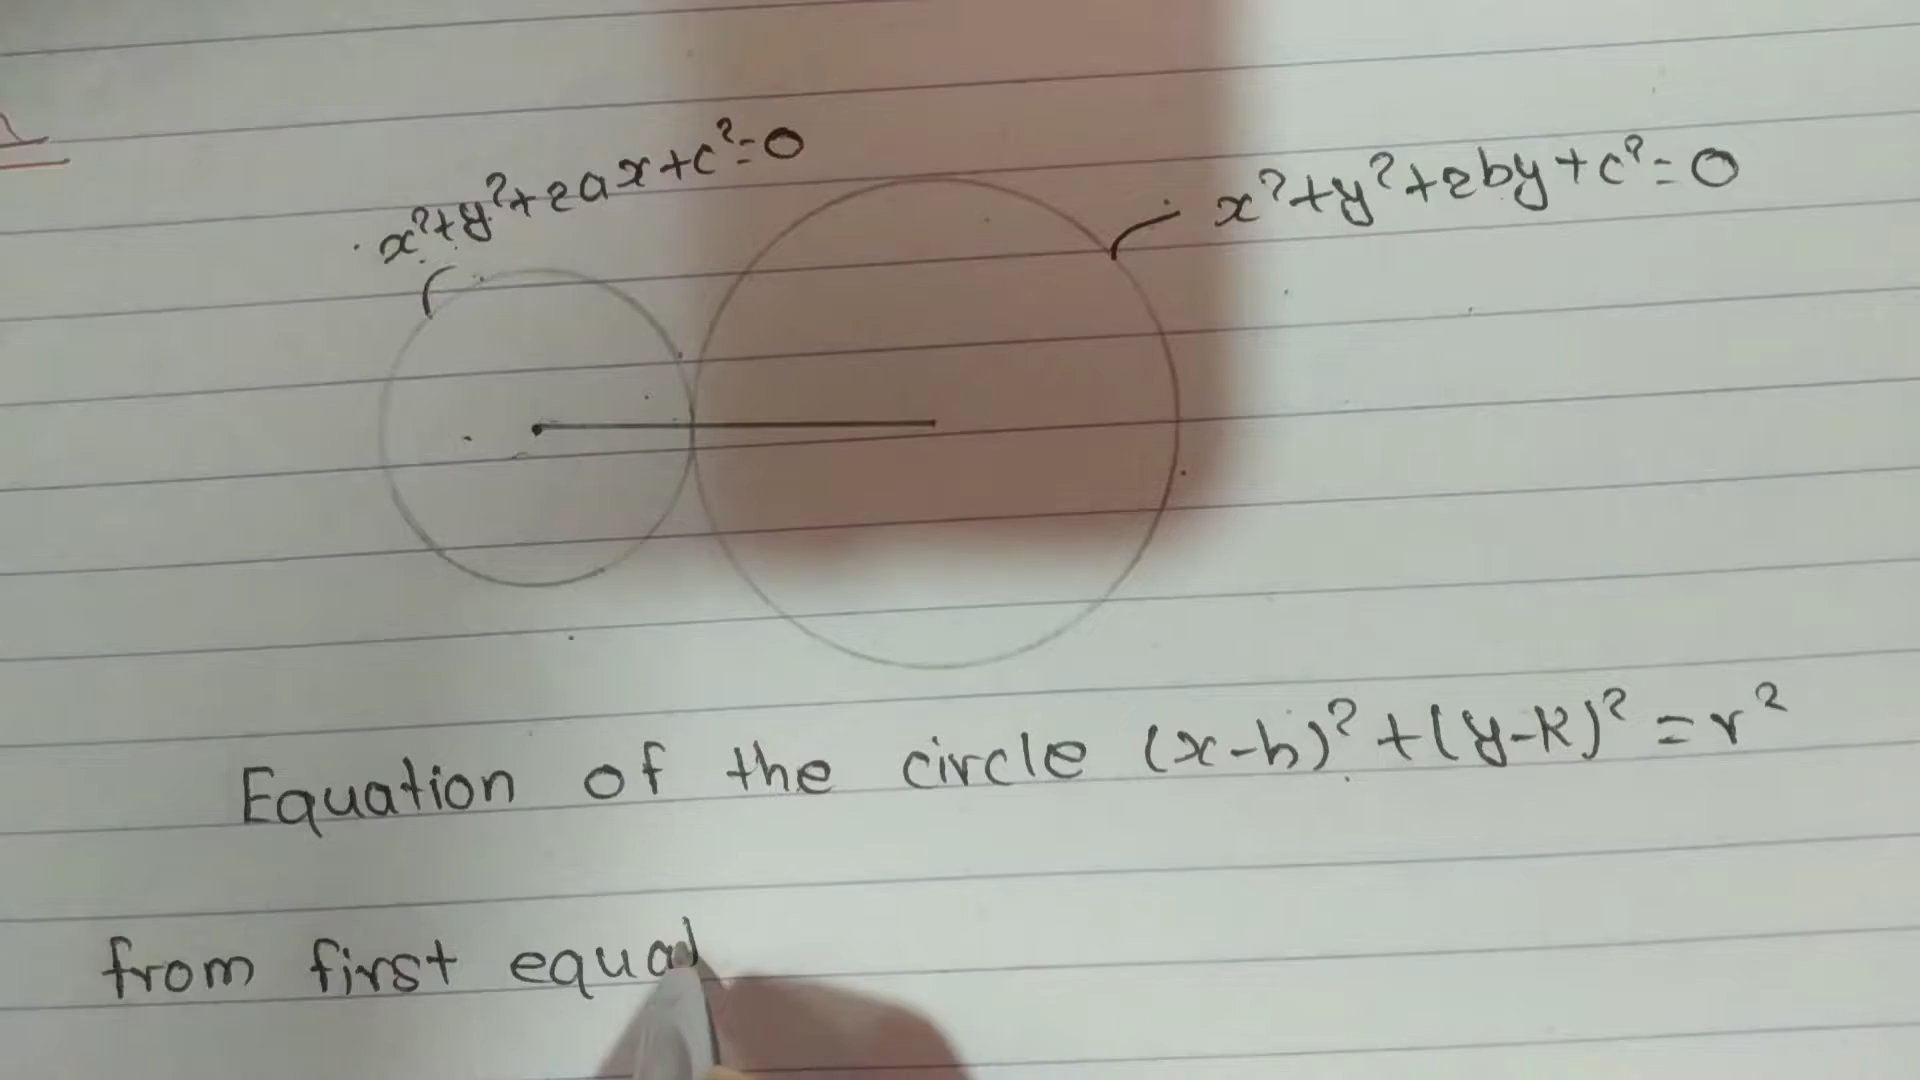 x²+y²+2ax+c²=0
x²+y²+2by+c²=0
Equation of the circle (x-h)²+(y-k)²=r²
from first equat